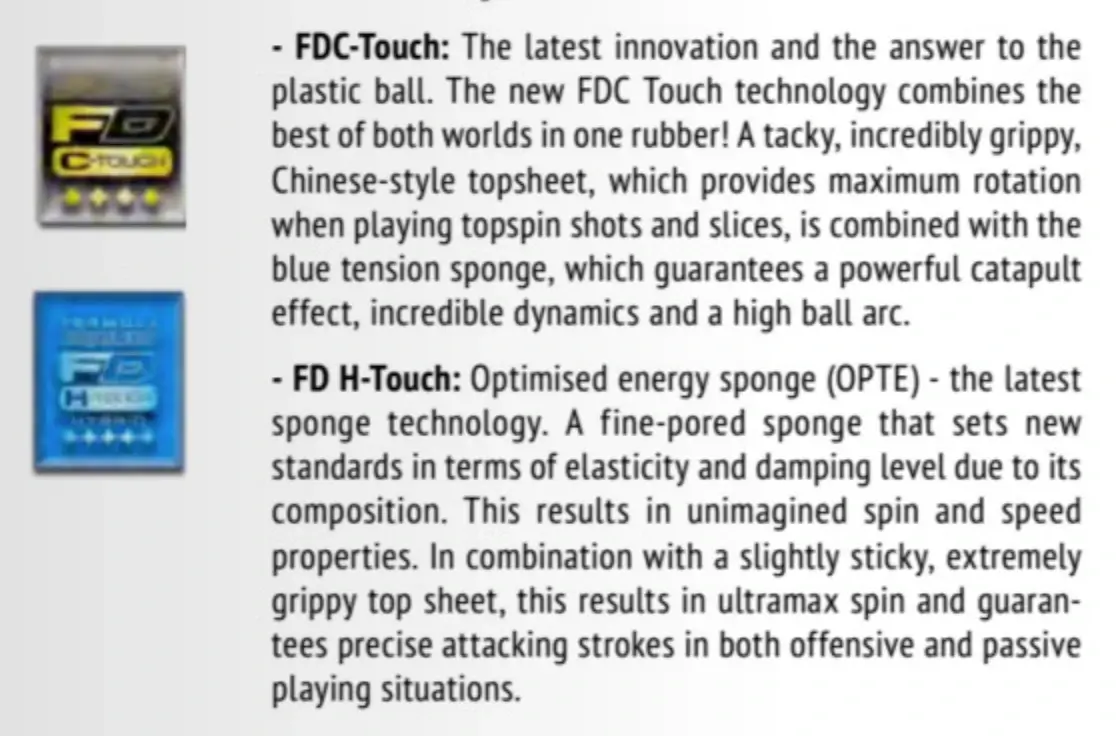 - FDC-Touch: The latest innovation and the answer to the
plastic ball. The new FDC Touch technology combines the
best of both worlds in one rubber! A tacky, incredibly grippy,
Chinese-style topsheet, which provides maximum rotation
when playing topspin shots and slices, is combined with the
blue tension sponge, which guarantees a powerful catapult
effect, incredible dynamics and a high ball arc.
FD
C-TOUCH
- FD H-Touch: Optimised energy sponge (OPTE) - the latest
sponge technology. A fine-pored sponge that sets new
standards in terms of elasticity and damping level due to its
composition. This results in unimagined spin and speed
properties. In combination with a slightly sticky, extremely
grippy top sheet, this results in ultramax spin and guaran-
tees precise attacking strokes in both offensive and passive
playing situations.
FD
HYBRID